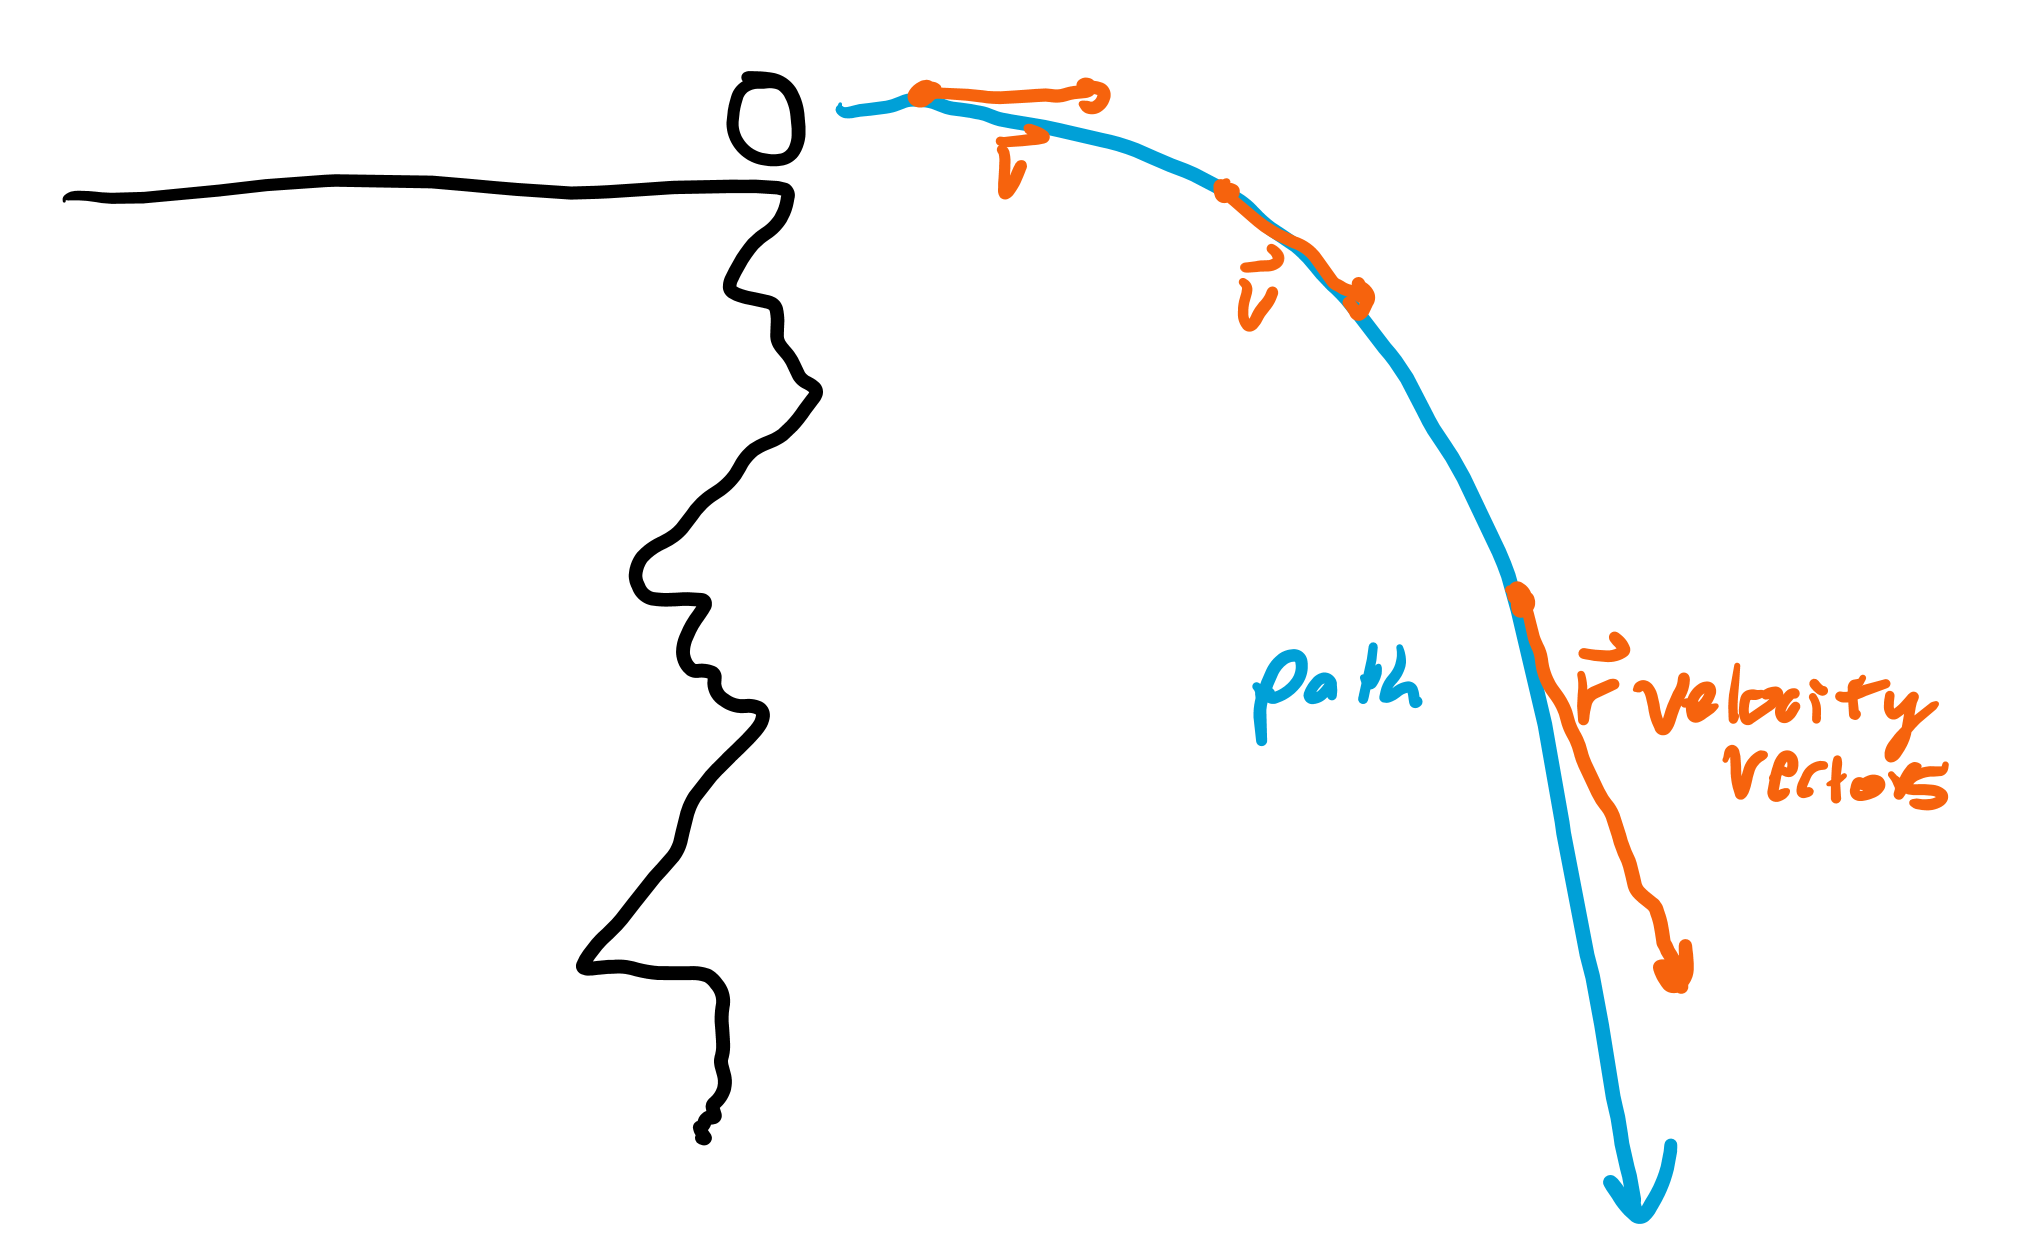 v⃗
v⃗
path
r⃗ velocity
vectors